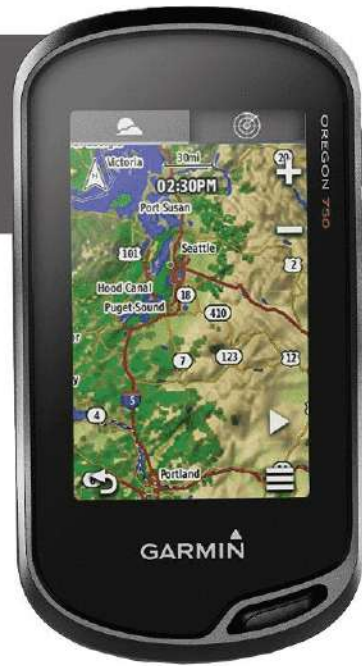 OREGON 750
Victoria
30mi
20
02:30PM
Port Susan
101
Seattle
2
Hood Canal
18
Puget Sound
410
7
123
12
5
4
Portland
GARMIN